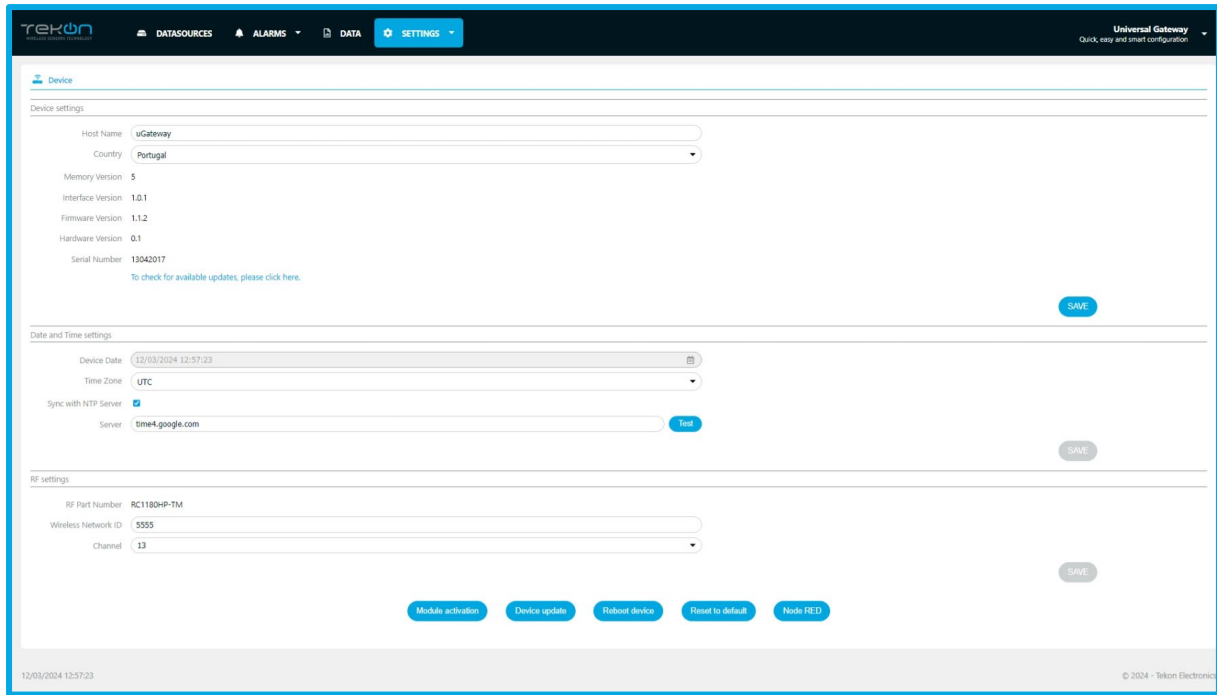 TEKON
WIRELESS SENSORS TECHNOLOGY
DATASOURCES
ALARMS
DATA
SETTINGS
Universal Gateway
Quick, easy and smart configuration
Device
Device settings
Host Name uGateway
Country Portugal
Memory Version 5
Interface Version 1.0.1
Firmware Version 1.1.2
Hardware Version 0.1
Serial Number 13042017
To check for available updates, please click here.
SAVE
Date and Time settings
Device Date 12/03/2024 12:57:23
Time Zone UTC
Sync with NTP Server
Server time4.google.com Test
SAVE
RF settings
RF Part Number RC1180HP-TM
Wireless Network ID 5555
Channel 13
SAVE
Module activation Device update Reboot device Reset to default Node RED
12/03/2024 12:57:23 © 2024 - Tekon Electronics